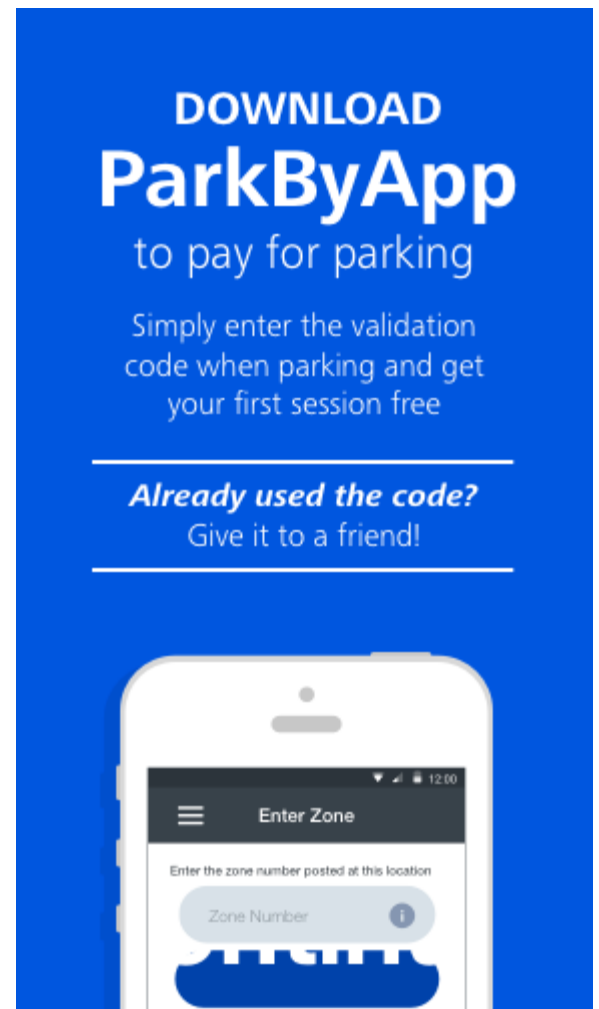 DOWNLOAD
ParkByApp
to pay for parking
Simply enter the validation
code when parking and get
your first session free
Already used the code?
Give it to a friend!
12:00
Enter Zone
Enter the zone number posted at this location
Zone Number
i